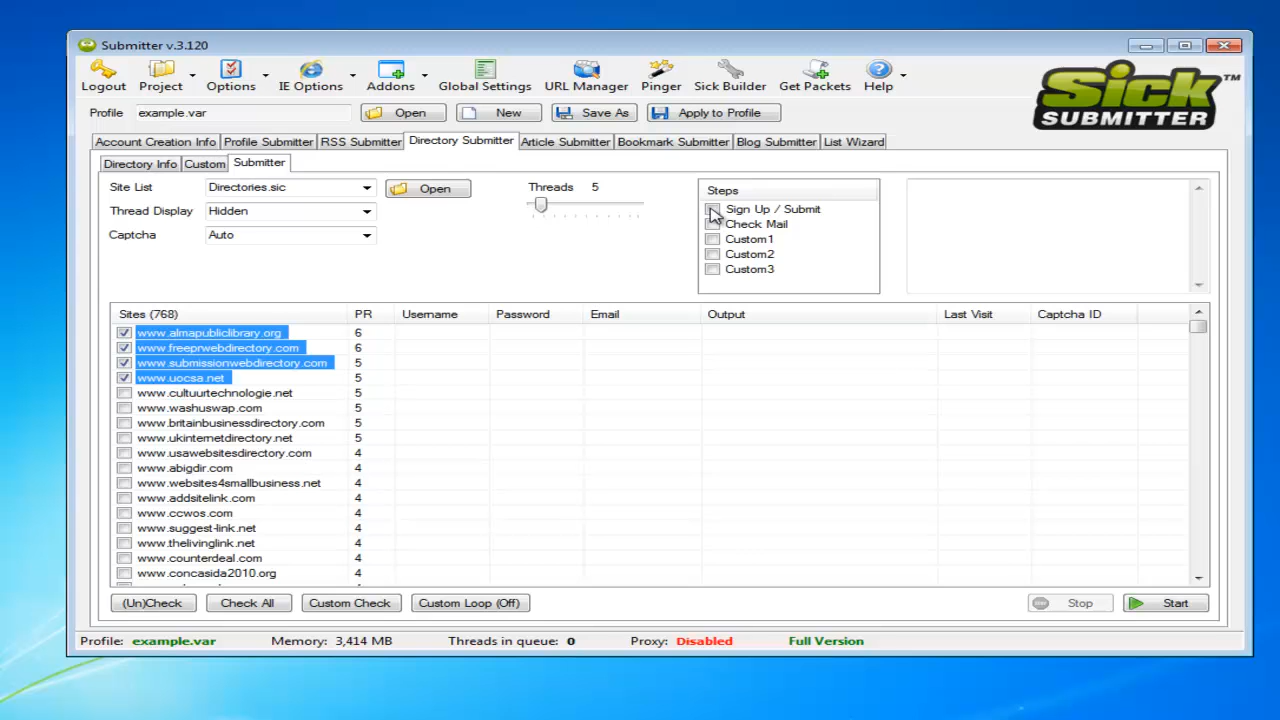 Submitter v.3.120
Logout Project Options IE Options Addons Global Settings URL Manager Pinger Sick Builder Get Packets Help
Sick SUBMITTER ™
Profile example.var Open New Save As Apply to Profile
Account Creation Info Profile Submitter RSS Submitter Directory Submitter Article Submitter Bookmark Submitter Blog Submitter List Wizard
Directory Info Custom Submitter
Site List Directories.sic Open Threads 5 Steps
Thread Display Hidden Sign Up / Submit
Captcha Auto Check Mail
Custom1
Custom2
Custom3
Sites (768) PR Username Password Email Output Last Visit Captcha ID
www.almapubliclibrary.org 6
www.freeprwebdirectory.com 6
www.submissionwebdirectory.com 5
www.uocsa.net 5
www.cultuurtechnologie.net 5
www.washuswap.com 5
www.britainbusinessdirectory.com 5
www.ukinternetdirectory.net 5
www.usawebsitesdirectory.com 4
www.abigdir.com 4
www.websites4smallbusiness.net 4
www.addsitelink.com 4
www.ccwos.com 4
www.suggest-link.net 4
www.thelivinglink.net 4
www.counterdeal.com 4
www.concasida2010.org 4
(Un)Check Check All Custom Check Custom Loop (Off) Stop Start
Profile: example.var Memory: 3,414 MB Threads in queue: 0 Proxy: Disabled Full Version